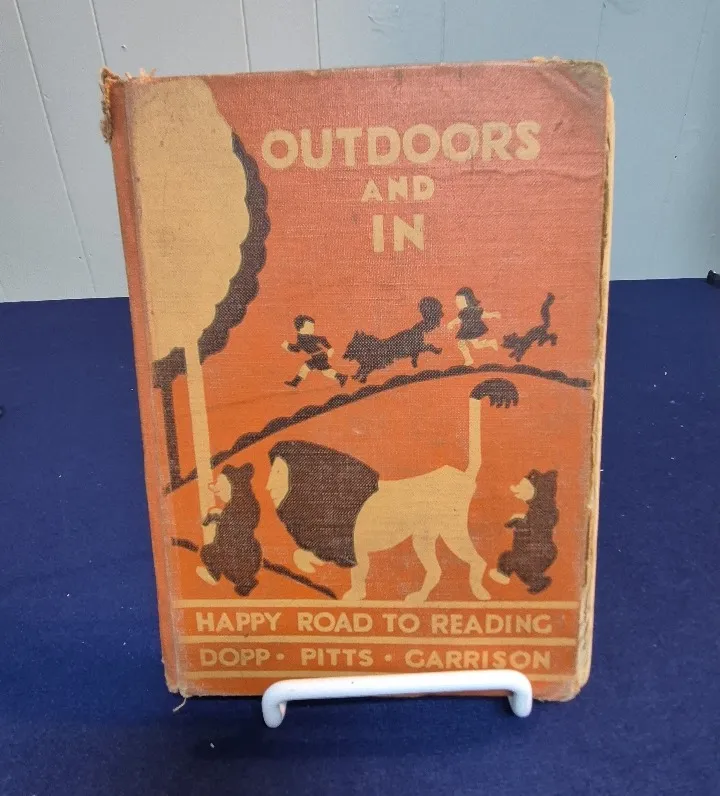 OUTDOORS
AND
IN
HAPPY ROAD TO READING
DOPP • PITTS • GARRISON